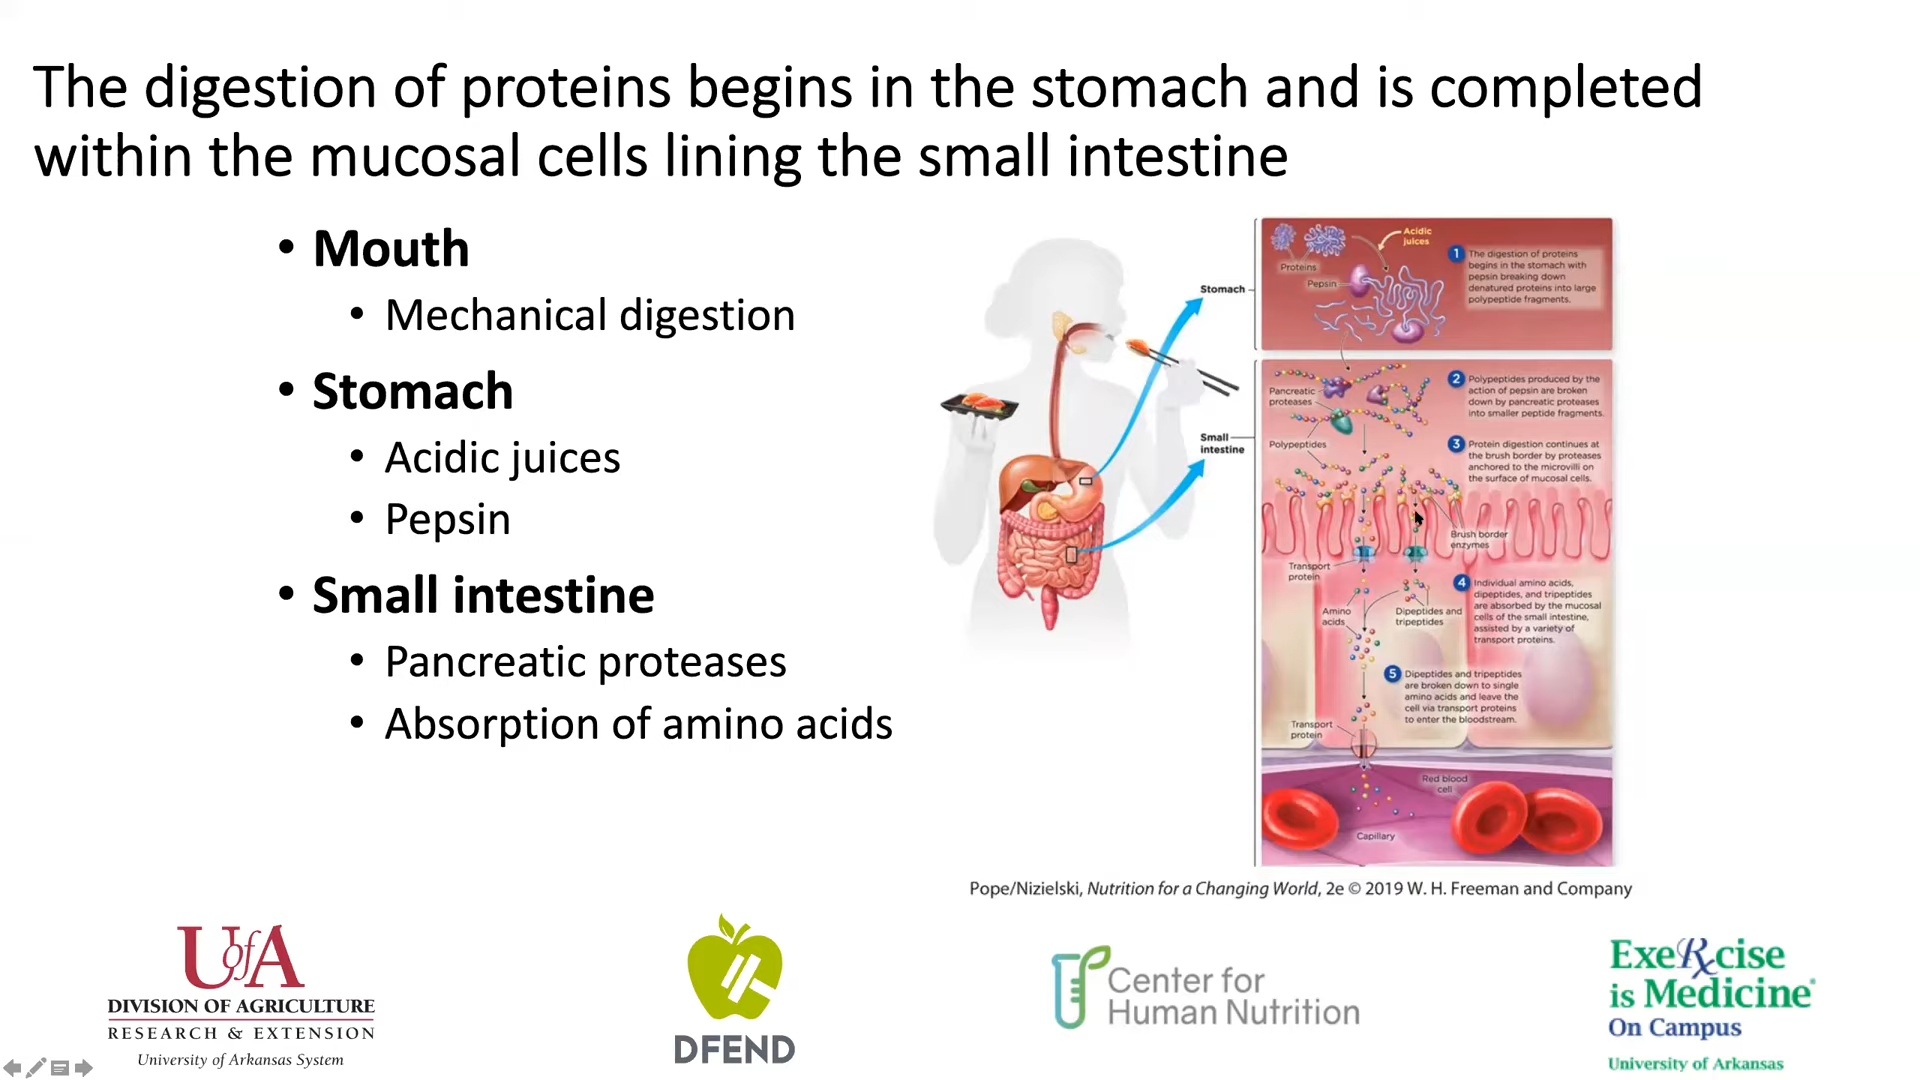 The digestion of proteins begins in the stomach and is completed
within the mucosal cells lining the small intestine
• Mouth
• Mechanical digestion
• Stomach
• Acidic juices
• Pepsin
• Small intestine
• Pancreatic proteases
• Absorption of amino acids
Stomach
Small
intestine
Acidic
juices
Proteins
Pepsin
1 The digestion of proteins
begins in the stomach with
pepsin breaking down
denatured proteins into large
polypeptide fragments.
Pancreatic
proteases
Polypeptides
2 Polypeptides produced by the
action of pepsin are broken
down by pancreatic proteases
into smaller peptide fragments.
3 Protein digestion continues at
the brush border by proteases
anchored to the microvilli on
the surface of mucosal cells.
Brush border
enzymes
Transport
protein
Amino
acids
Dipeptides and
tripeptides
4 Individual amino acids,
dipeptides, and tripeptides
are absorbed by the mucosal
cells of the small intestine,
assisted by a variety of
transport proteins.
5 Dipeptides and tripeptides
are broken down to single
amino acids and leave the
cell via transport proteins
to enter the bloodstream.
Transport
protein
Red blood
cell
Capillary
Pope/Nizielski, Nutrition for a Changing World, 2e © 2019 W. H. Freeman and Company
UofA
DIVISION OF AGRICULTURE
RESEARCH & EXTENSION
University of Arkansas System
DFEND
Center for
Human Nutrition
ExeRxcise
is Medicine®
On Campus
University of Arkansas